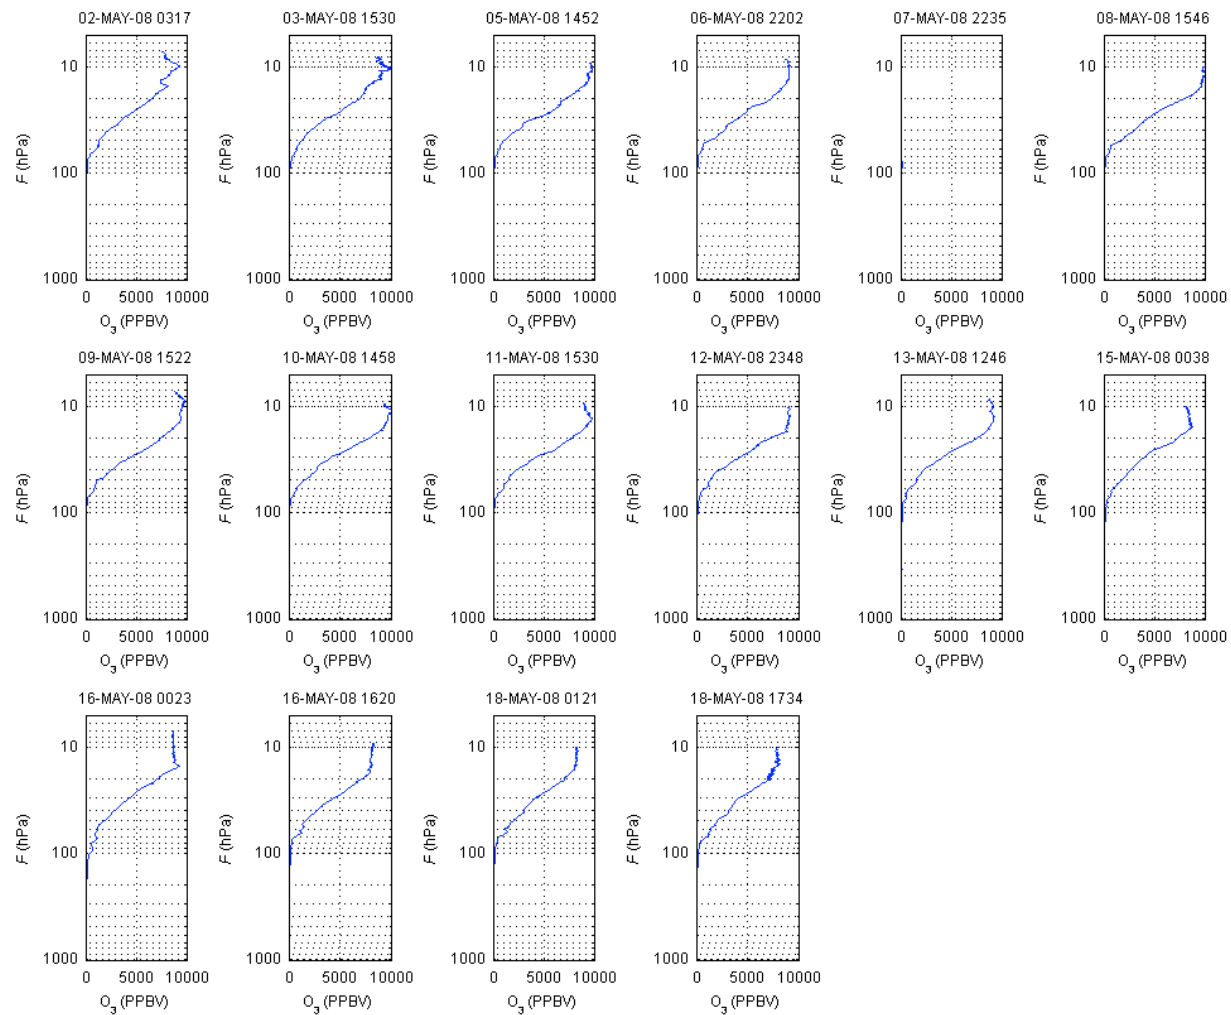 02-MAY-08 0317 03-MAY-08 1530 05-MAY-08 1452 06-MAY-08 2202 07-MAY-08 2235 08-MAY-08 1546
10 10 10 10 10 10
F (hPa) F (hPa) F (hPa) F (hPa) F (hPa) F (hPa)
100 100 100 100 100 100
1000 1000 1000 1000 1000 1000
0 5000 10000 0 5000 10000 0 5000 10000 0 5000 10000 0 5000 10000 0 5000 10000
O3 (PPBV) O3 (PPBV) O3 (PPBV) O3 (PPBV) O3 (PPBV) O3 (PPBV)
09-MAY-08 1522 10-MAY-08 1458 11-MAY-08 1530 12-MAY-08 2348 13-MAY-08 1246 15-MAY-08 0038
10 10 10 10 10 10
F (hPa) F (hPa) F (hPa) F (hPa) F (hPa) F (hPa)
100 100 100 100 100 100
1000 1000 1000 1000 1000 1000
0 5000 10000 0 5000 10000 0 5000 10000 0 5000 10000 0 5000 10000 0 5000 10000
O3 (PPBV) O3 (PPBV) O3 (PPBV) O3 (PPBV) O3 (PPBV) O3 (PPBV)
16-MAY-08 0023 16-MAY-08 1620 18-MAY-08 0121 18-MAY-08 1734
10 10 10 10
F (hPa) F (hPa) F (hPa) F (hPa)
100 100 100 100
1000 1000 1000 1000
0 5000 10000 0 5000 10000 0 5000 10000 0 5000 10000
O3 (PPBV) O3 (PPBV) O3 (PPBV) O3 (PPBV)